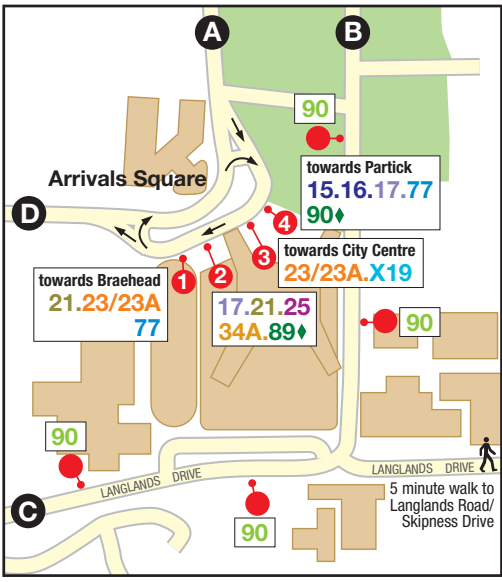 A
B
90
towards Partick
15.16.17.77
90♦
Arrivals Square
D
4
3
towards City Centre
23/23A.X19
2
1
towards Braehead
21.23/23A
77
17.21.25
34A.89♦
90
90
LANGLANDS DRIVE
LANGLANDS DRIVE
5 minute walk to
Langlands Road/
Skipness Drive
C
90